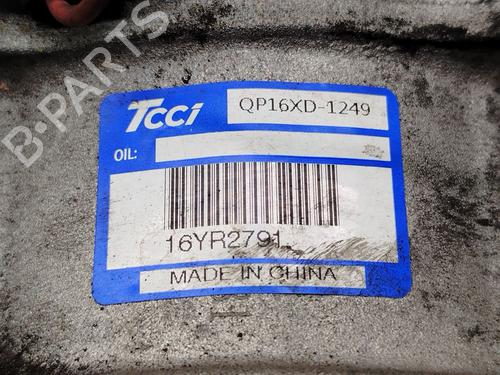 B-PARTS
TCCI
QP16XD-1249
OIL:
16YR2791
MADE IN CHINA